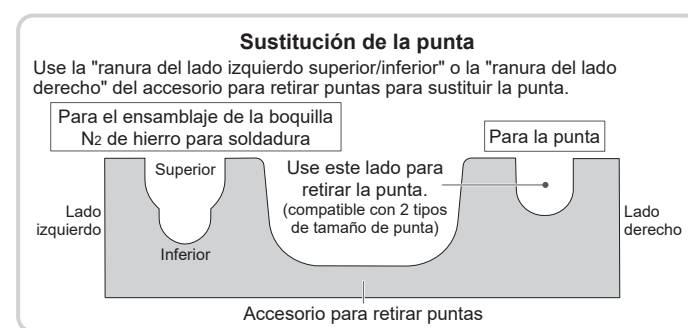 Sustitución de la punta
Use la "ranura del lado izquierdo superior/inferior" o la "ranura del lado
derecho" del accesorio para retirar puntas para sustituir la punta.
Para el ensamblaje de la boquilla
N2 de hierro para soldadura
Para la punta
Superior
Use este lado para
retirar la punta.
(compatible con 2 tipos
de tamaño de punta)
Lado
izquierdo
Lado
derecho
Inferior
Accesorio para retirar puntas